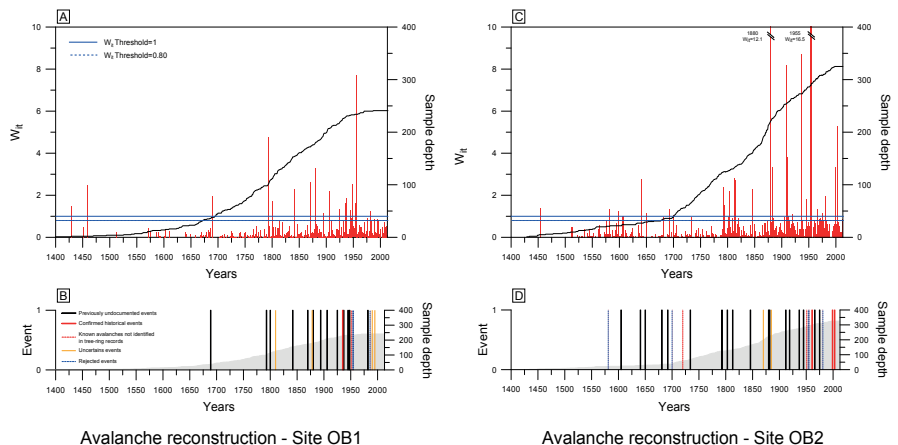 A
10
8
6
4
2
0
W it
400
300
200
100
0
Sample depth
W it Threshold=1
W it Threshold=0.80
1400 1450 1500 1550 1600 1650 1700 1750 1800 1850 1900 1950 2000
Years
C
10
8
6
4
2
0
W it
400
300
200
100
0
Sample depth
1880 1955
W it=12.1 W it=16.5
1400 1450 1500 1550 1600 1650 1700 1750 1800 1850 1900 1950 2000
Years
B
1
0
Event
400
300
200
100
0
Sample depth
Previously undocumented events
Confirmed historical events
Known avalanches not identified
in tree-ring records
Uncertains events
Rejected events
1400 1450 1500 1550 1600 1650 1700 1750 1800 1850 1900 1950 2000
Years
D
1
0
Event
400
300
200
100
0
Sample depth
1400 1450 1500 1550 1600 1650 1700 1750 1800 1850 1900 1950 2000
Years
Avalanche reconstruction - Site OB1
Avalanche reconstruction - Site OB2